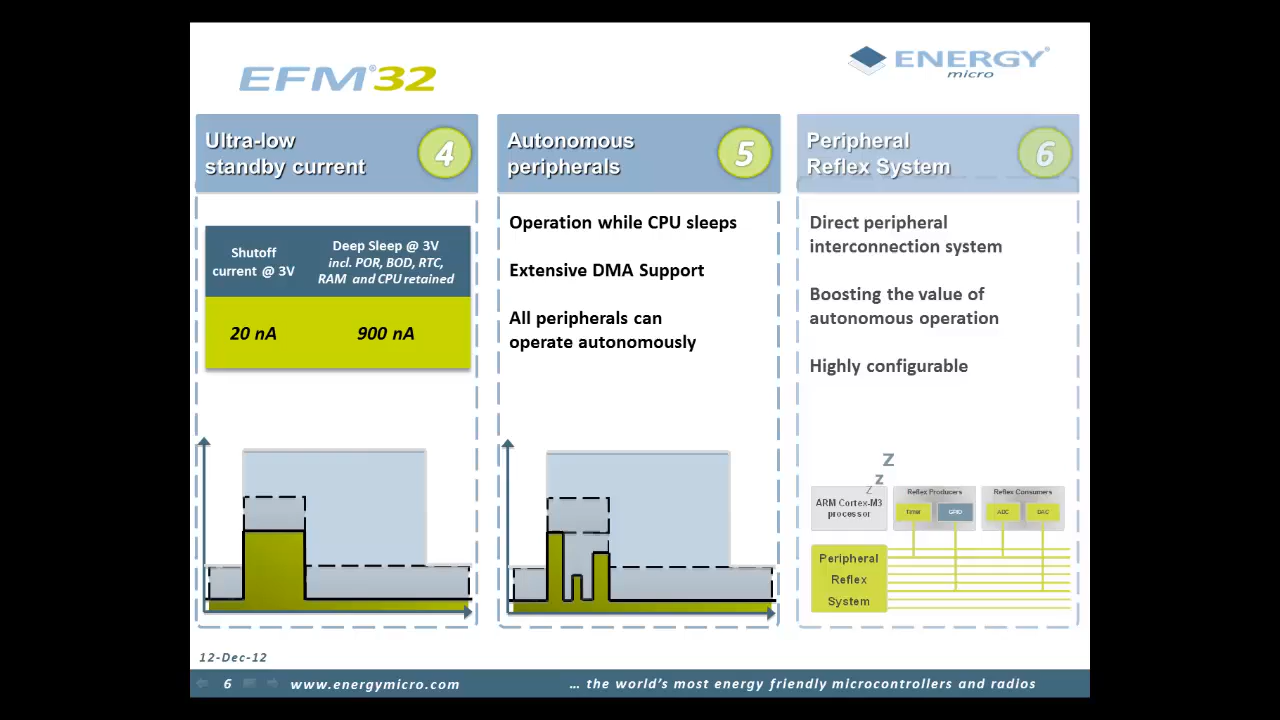 EFM®32
ENERGY®
micro
Ultra-low
standby current
4
Shutoff
current @ 3V
Deep Sleep @ 3V
incl. POR, BOD, RTC,
RAM and CPU retained
20 nA
900 nA
Autonomous
peripherals
5
Operation while CPU sleeps
Extensive DMA Support
All peripherals can
operate autonomously
Peripheral
Reflex System
6
Direct peripheral
interconnection system
Boosting the value of
autonomous operation
Highly configurable
Z
Z
Z
ARM Cortex-M3
processor
Reflex Producers
Timer
GPIO
Reflex Consumers
ADC
DAC
Peripheral
Reflex
System
12-Dec-12
6
www.energymicro.com
... the world's most energy friendly microcontrollers and radios